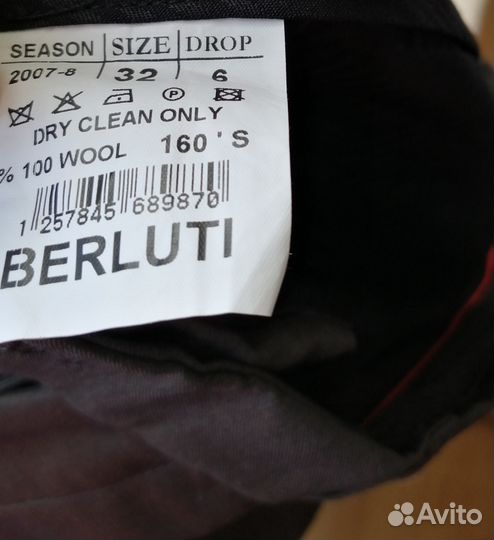 SEASON SIZE DROP
2007-8 32 6
P
DRY CLEAN ONLY
% 100 WOOL 160'S
1 257845 689870
BERLUTI
Avito